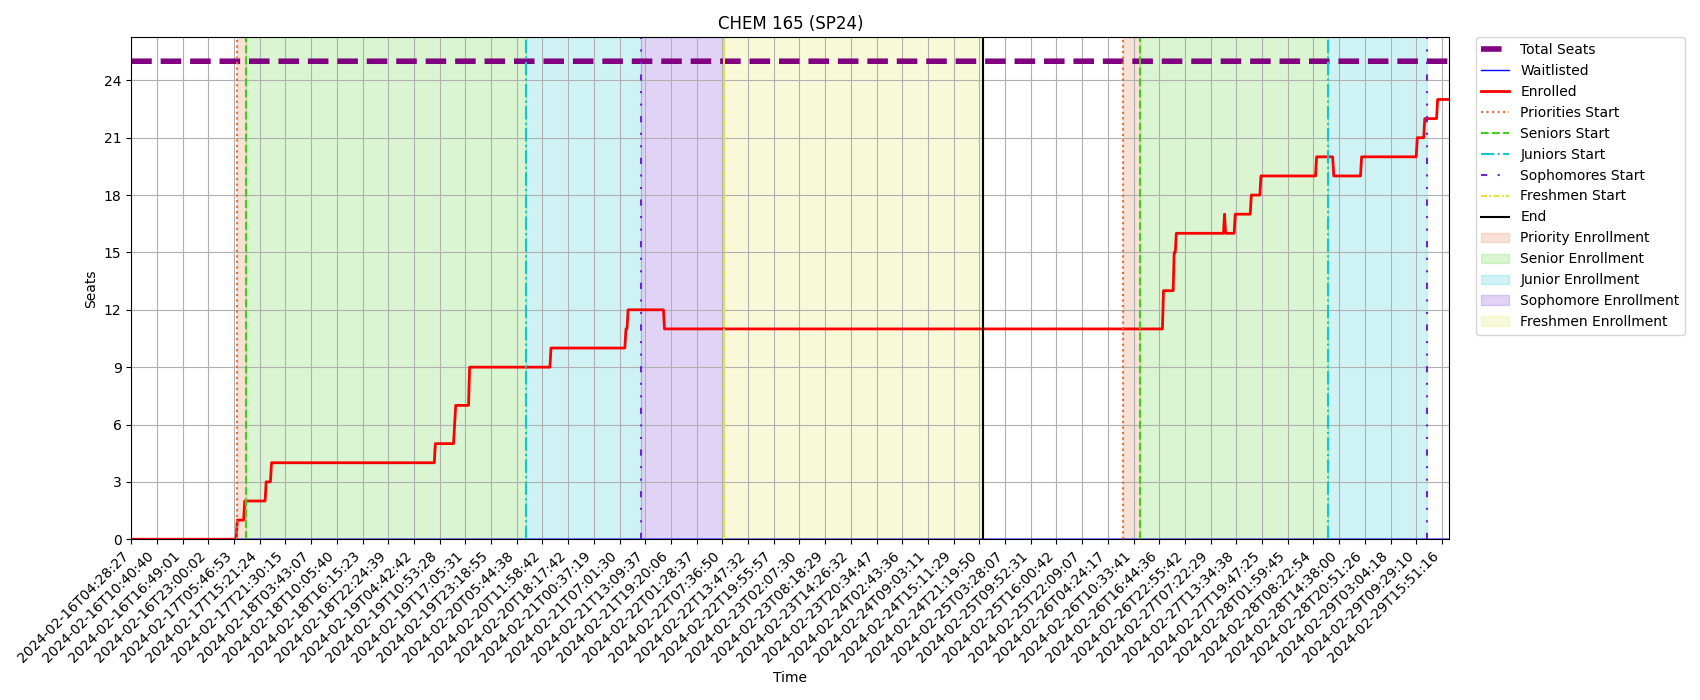 CHEM 165 (SP24)
Seats
24
21
18
15
12
9
6
3
0
2024-02-16T04:28:27
2024-02-16T10:40:40
2024-02-16T16:49:01
2024-02-16T23:00:02
2024-02-17T05:46:53
2024-02-17T15:21:24
2024-02-17T21:30:15
2024-02-18T03:43:07
2024-02-18T10:05:40
2024-02-18T16:15:23
2024-02-18T22:24:39
2024-02-19T04:42:42
2024-02-19T10:53:28
2024-02-19T17:05:31
2024-02-19T23:18:55
2024-02-20T05:44:38
2024-02-20T11:58:42
2024-02-20T18:17:42
2024-02-21T00:37:19
2024-02-21T07:01:30
2024-02-21T13:09:37
2024-02-21T19:20:06
2024-02-22T01:28:37
2024-02-22T07:36:50
2024-02-22T13:47:32
2024-02-22T19:55:57
2024-02-23T02:07:30
2024-02-23T08:18:29
2024-02-23T14:26:32
2024-02-23T20:34:47
2024-02-24T02:43:36
2024-02-24T09:03:11
2024-02-24T15:11:29
2024-02-24T21:19:50
2024-02-25T03:28:07
2024-02-25T09:52:31
2024-02-25T16:00:42
2024-02-25T22:09:07
2024-02-26T04:24:17
2024-02-26T10:33:41
2024-02-26T16:44:36
2024-02-26T22:55:42
2024-02-27T07:22:29
2024-02-27T13:34:38
2024-02-27T19:47:25
2024-02-28T01:59:45
2024-02-28T08:22:54
2024-02-28T14:38:00
2024-02-28T20:51:26
2024-02-29T03:04:18
2024-02-29T09:29:10
2024-02-29T15:51:16
Time
Total Seats
Waitlisted
Enrolled
Priorities Start
Seniors Start
Juniors Start
Sophomores Start
Freshmen Start
End
Priority Enrollment
Senior Enrollment
Junior Enrollment
Sophomore Enrollment
Freshmen Enrollment